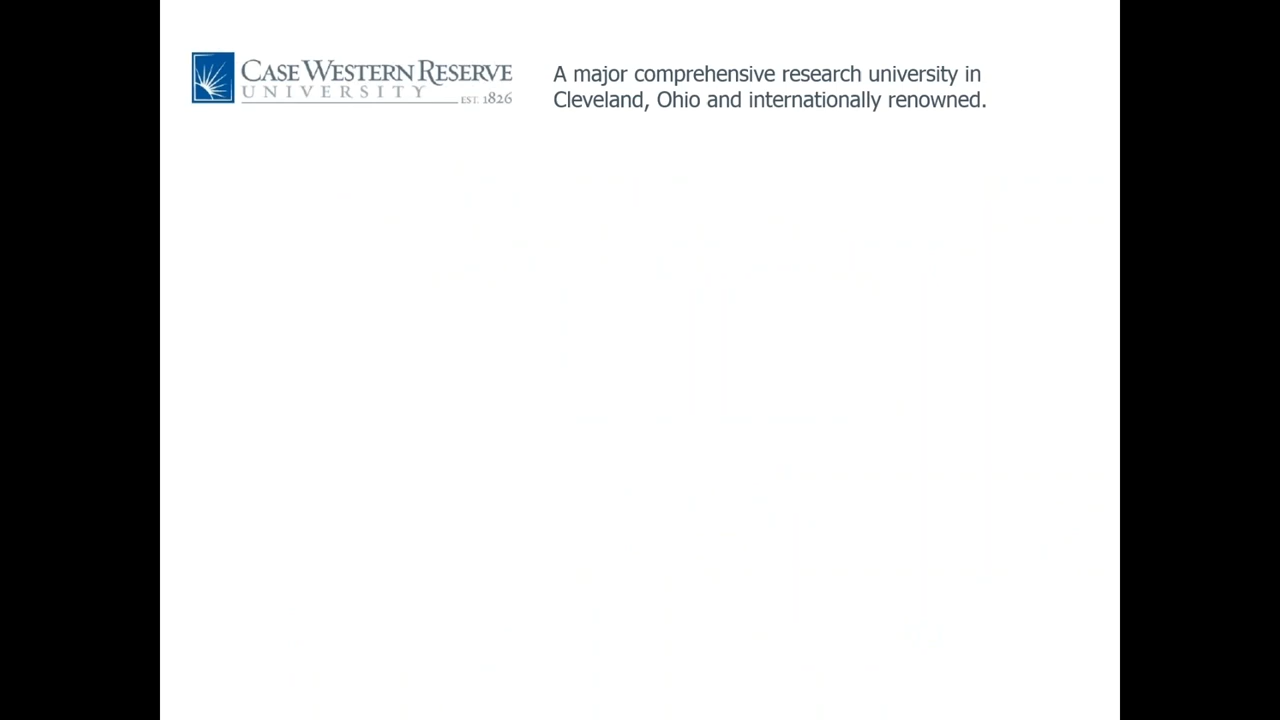 CASE WESTERN RESERVE
UNIVERSITY
EST. 1826
A major comprehensive research university in
Cleveland, Ohio and internationally renowned.